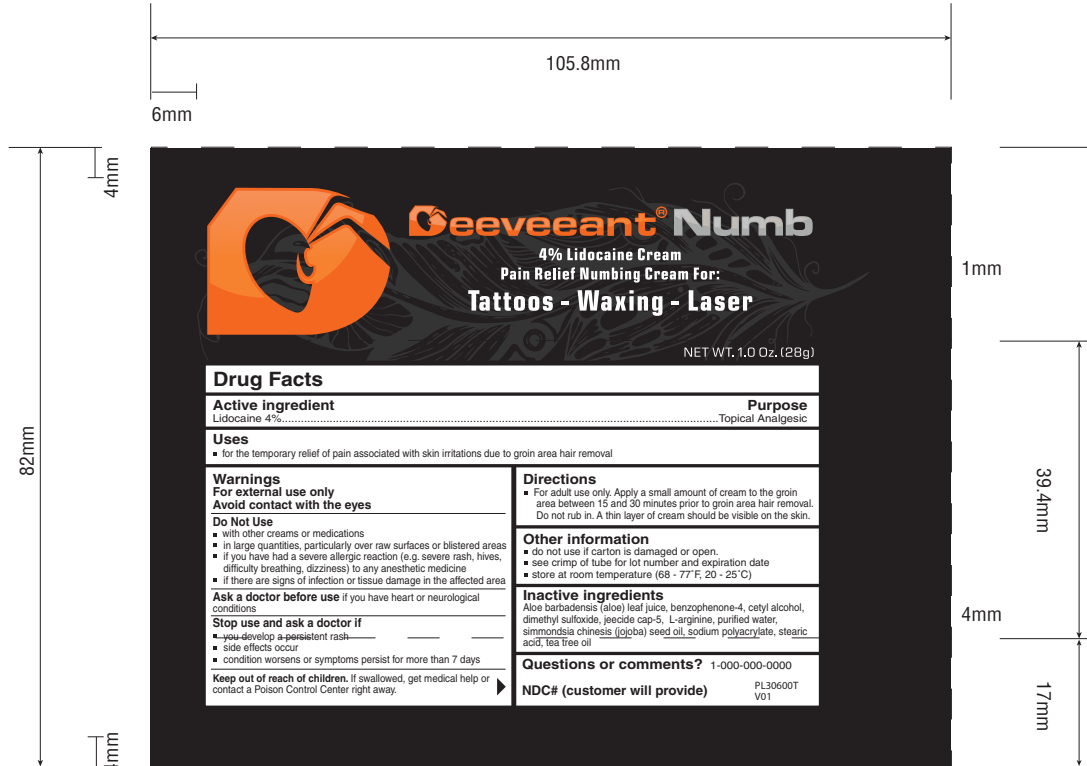 105.8mm
6mm
4mm
82mm
4mm
1mm
39.4mm
4mm
17mm
Deeveeant® Numb
4% Lidocaine Cream
Pain Relief Numbing Cream For:
Tattoos - Waxing - Laser
NET WT. 1.0 Oz. (28g)
Drug Facts
Active ingredient Purpose
Lidocaine 4%..........Topical Analgesic
Uses
▪ for the temporary relief of pain associated with skin irritations due to groin area hair removal
Warnings
For external use only
Avoid contact with the eyes
Do Not Use
▪ with other creams or medications
▪ in large quantities, particularly over raw surfaces or blistered areas
▪ if you have had a severe allergic reaction (e.g. severe rash, hives,
difficulty breathing, dizziness) to any anesthetic medicine
▪ if there are signs of infection or tissue damage in the affected area
Ask a doctor before use if you have heart or neurological
conditions
Stop use and ask a doctor if
▪ you develop a persistent rash
▪ side effects occur
▪ condition worsens or symptoms persist for more than 7 days
Keep out of reach of children. If swallowed, get medical help or
contact a Poison Control Center right away.
Directions
▪ For adult use only. Apply a small amount of cream to the groin
area between 15 and 30 minutes prior to groin area hair removal.
Do not rub in. A thin layer of cream should be visible on the skin.
Other information
▪ do not use if carton is damaged or open.
▪ see crimp of tube for lot number and expiration date
▪ store at room temperature (68 - 77˚F, 20 - 25˚C)
Inactive ingredients
Aloe barbadensis (aloe) leaf juice, benzophenone-4, cetyl alcohol,
dimethyl sulfoxide, jeecide cap-5, L-arginine, purified water,
simmondsia chinesis (jojoba) seed oil, sodium polyacrylate, stearic
acid, tea tree oil
Questions or comments? 1-000-000-0000
NDC# (customer will provide)
PL30600T
V01